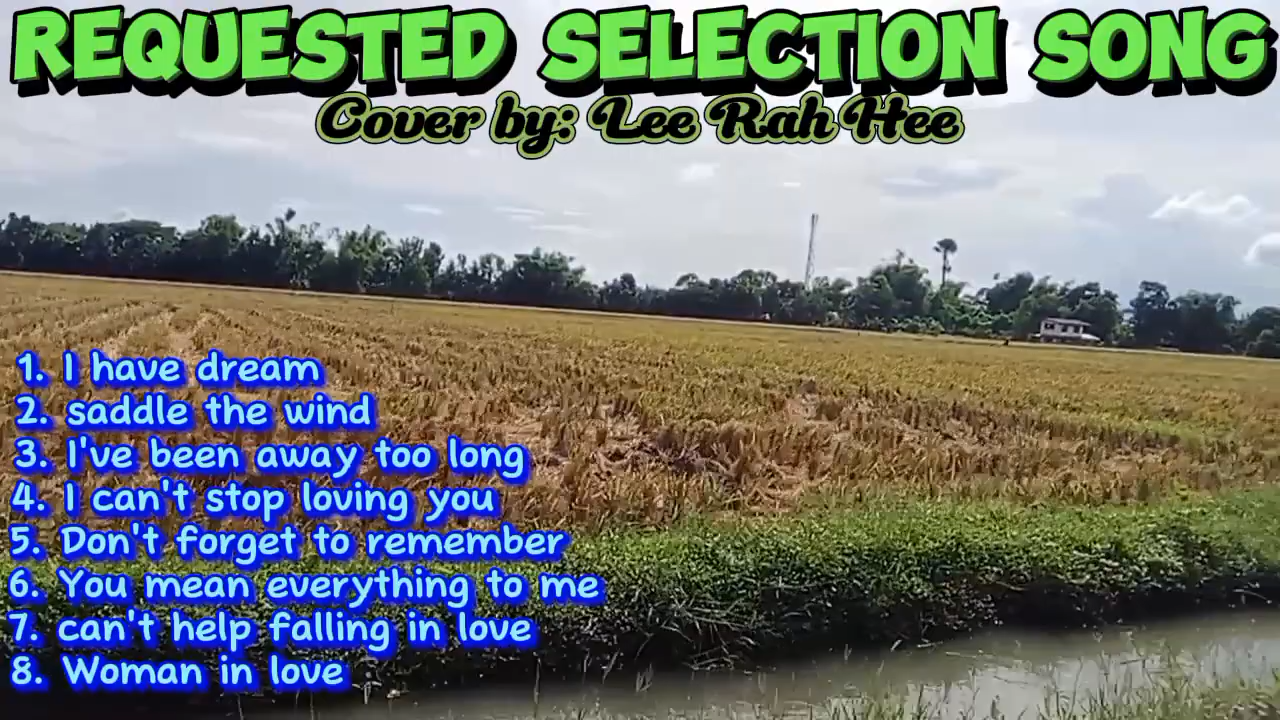 REQUESTED SELECTION SONG
Cover by: Lee Rah Hee
1. I have dream
2. saddle the wind
3. I've been away too long
4. I can't stop loving you
5. Don't forget to remember
6. You mean everything to me
7. can't help falling in love
8. Woman in love